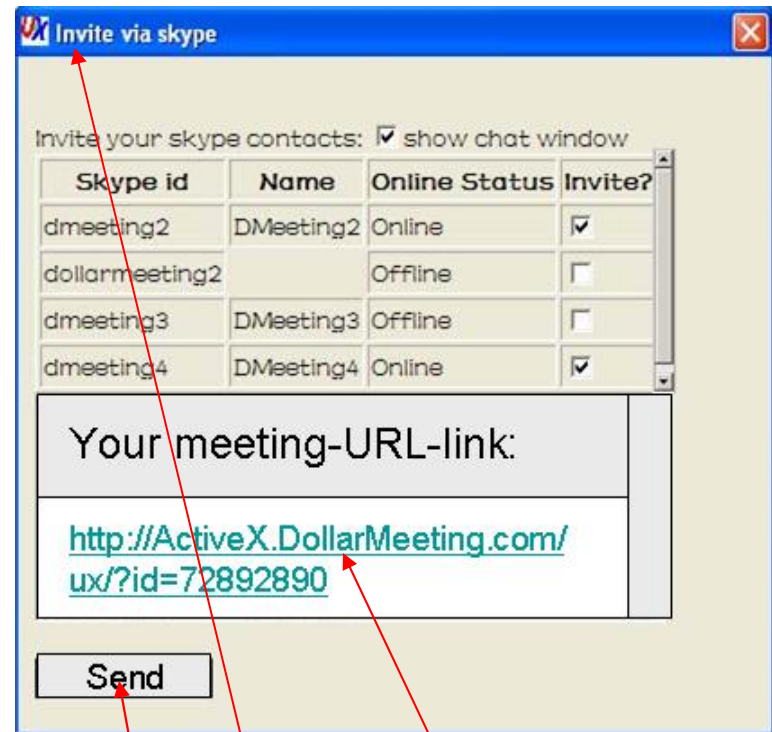 UX Invite via skype
Invite your skype contacts: show chat window
Skype id Name Online Status Invite?
dmeeting2 DMeeting2 Online
dollarmeeting2 Offline
dmeeting3 DMeeting3 Offline
dmeeting4 DMeeting4 Online
Your meeting-URL-link:
http://ActiveX.DollarMeeting.com/
ux/?id=72892890
Send